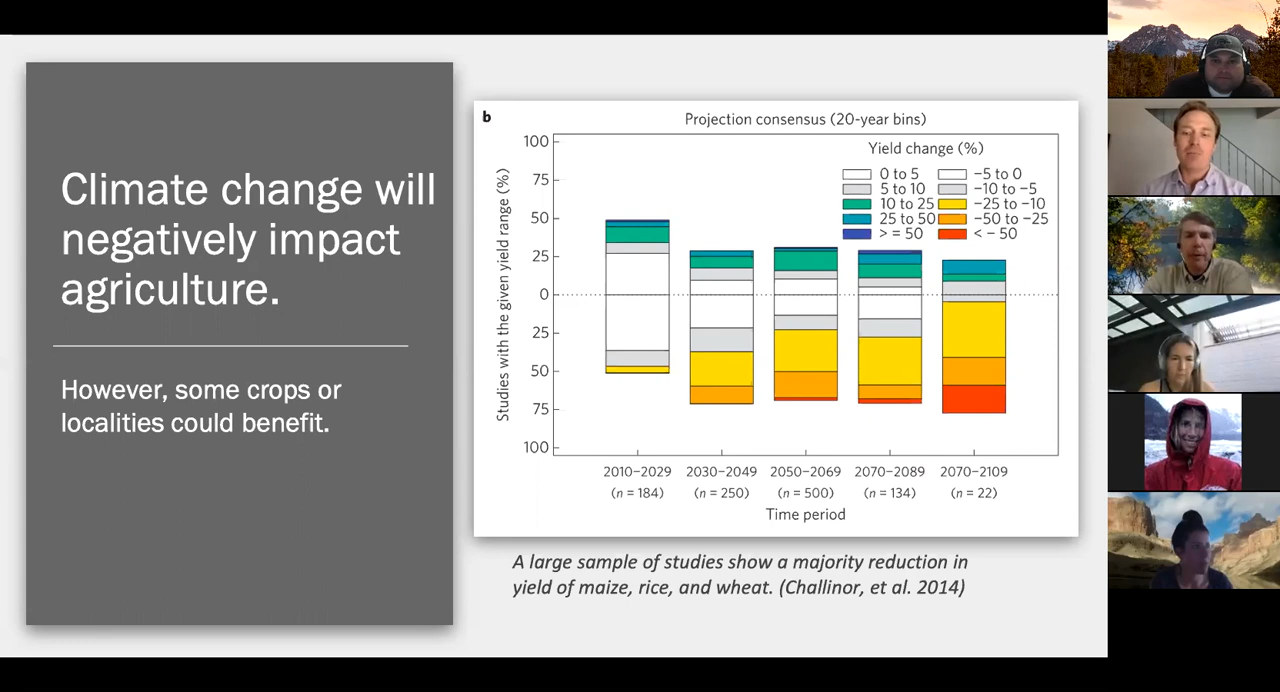 Climate change will
negatively impact
agriculture.
However, some crops or
localities could benefit.
b
Projection consensus (20-year bins)
Yield change (%)
0 to 5 −5 to 0
5 to 10 −10 to −5
10 to 25 −25 to −10
25 to 50 −50 to −25
> = 50 < − 50
Studies with the given yield range (%)
100
75
50
25
0
25
50
75
100
2010–2029 2030–2049 2050–2069 2070–2089 2070–2109
(n = 184) (n = 250) (n = 500) (n = 134) (n = 22)
Time period
A large sample of studies show a majority reduction in
yield of maize, rice, and wheat. (Challinor, et al. 2014)